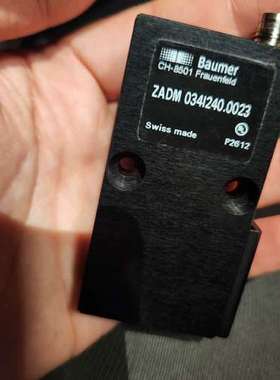 Baumer
CH-8501 Frauenfeld
ZADM 034I240.0023
Swiss made
P2612